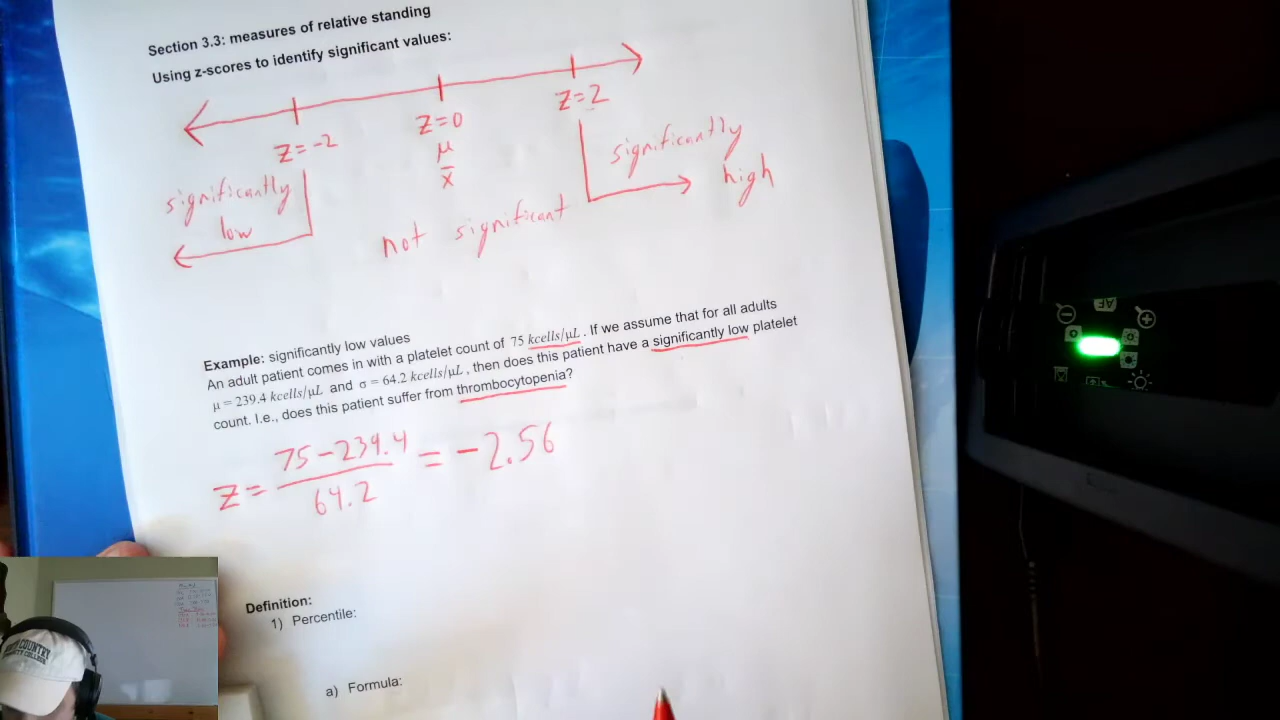 Section 3.3: measures of relative standing
Using z-scores to identify significant values:
z=-2 z=0 z=2
μ
x̄
significantly low
not significant
significantly high
Example: significantly low values
An adult patient comes in with a platelet count of 75 kcells/μL. If we assume that for all adults
μ = 239.4 kcells/μL and σ = 64.2 kcells/μL, then does this patient have a significantly low platelet
count. I.e., does this patient suffer from thrombocytopenia?
z = 75-239.4 / 64.2 = -2.56
Definition:
1) Percentile:
a) Formula:
AF